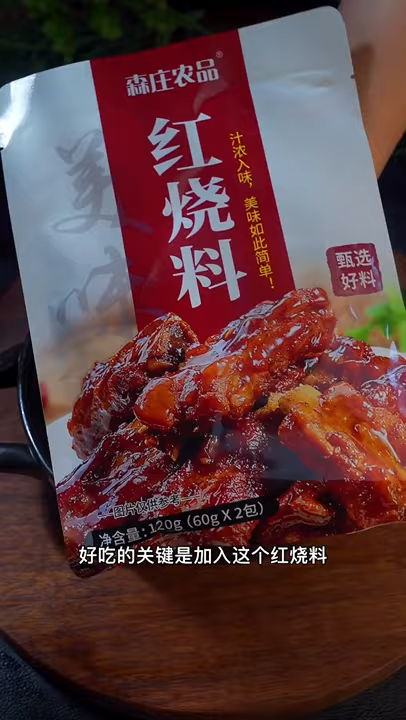 森庄农品®
红烧料
汁浓入味，美味如此简单！
美味
甄选
好料
图片仅供参考
净含量：120g（60g X 2包）
好吃的关键是加入这个红烧料